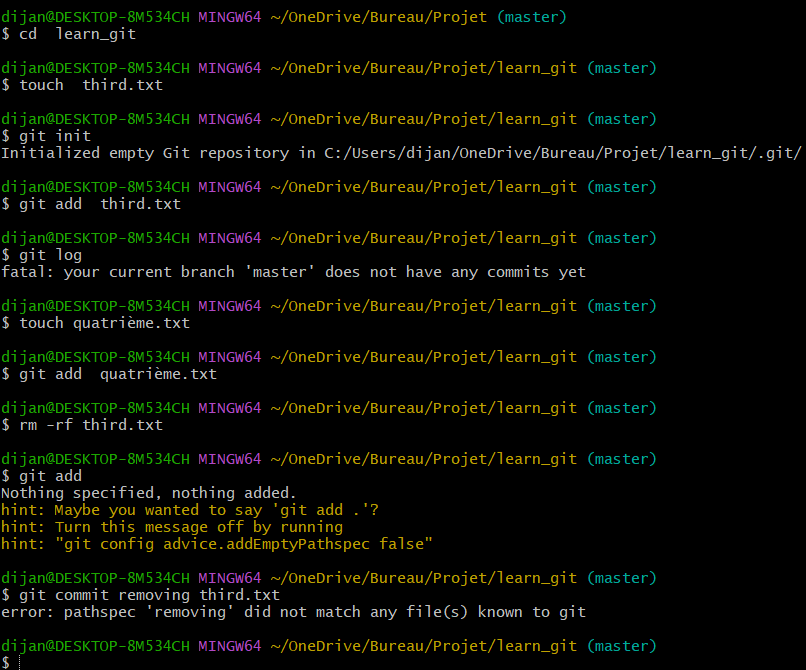 dijan@DESKTOP-8M534CH MINGW64 ~/OneDrive/Bureau/Projet (master)
$ cd  learn_git

dijan@DESKTOP-8M534CH MINGW64 ~/OneDrive/Bureau/Projet/learn_git (master)
$ touch  third.txt

dijan@DESKTOP-8M534CH MINGW64 ~/OneDrive/Bureau/Projet/learn_git (master)
$ git init
Initialized empty Git repository in C:/Users/dijan/OneDrive/Bureau/Projet/learn_git/.git/

dijan@DESKTOP-8M534CH MINGW64 ~/OneDrive/Bureau/Projet/learn_git (master)
$ git add  third.txt

dijan@DESKTOP-8M534CH MINGW64 ~/OneDrive/Bureau/Projet/learn_git (master)
$ git log
fatal: your current branch 'master' does not have any commits yet

dijan@DESKTOP-8M534CH MINGW64 ~/OneDrive/Bureau/Projet/learn_git (master)
$ touch quatrième.txt

dijan@DESKTOP-8M534CH MINGW64 ~/OneDrive/Bureau/Projet/learn_git (master)
$ git add  quatrième.txt

dijan@DESKTOP-8M534CH MINGW64 ~/OneDrive/Bureau/Projet/learn_git (master)
$ rm -rf third.txt

dijan@DESKTOP-8M534CH MINGW64 ~/OneDrive/Bureau/Projet/learn_git (master)
$ git add
Nothing specified, nothing added.
hint: Maybe you wanted to say 'git add .'?
hint: Turn this message off by running
hint: "git config advice.addEmptyPathspec false"

dijan@DESKTOP-8M534CH MINGW64 ~/OneDrive/Bureau/Projet/learn_git (master)
$ git commit removing third.txt
error: pathspec 'removing' did not match any file(s) known to git

dijan@DESKTOP-8M534CH MINGW64 ~/OneDrive/Bureau/Projet/learn_git (master)
$